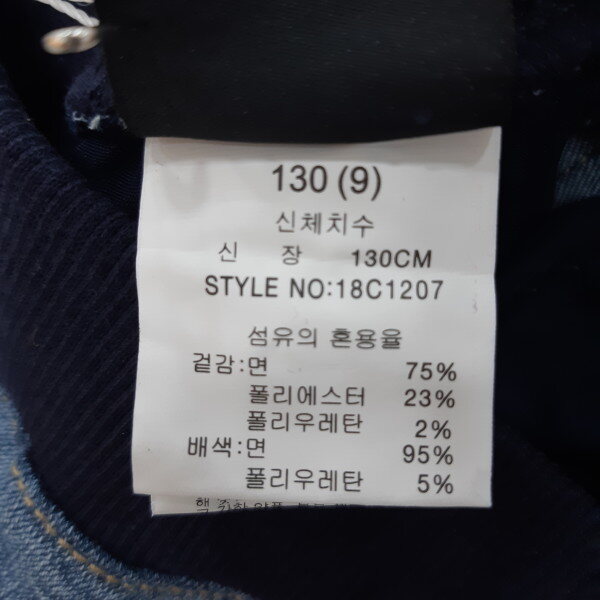 130 (9)
신체치수
신 장 130CM
STYLE NO:18C1207
섬유의 혼용율
겉감:면 75%
폴리에스터 23%
폴리우레탄 2%
배색:면 95%
폴리우레탄 5%